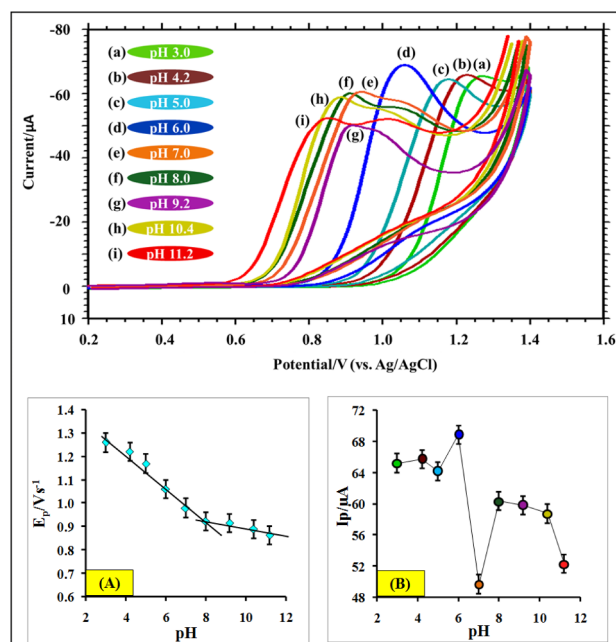 -80
-60
-40
-20
0
10
Current/µA
(a) pH 3.0
(b) pH 4.2
(c) pH 5.0
(d) pH 6.0
(e) pH 7.0
(f) pH 8.0
(g) pH 9.2
(h) pH 10.4
(i) pH 11.2
(d)
(c) (b) (a)
(f) (e)
(h)
(i)
(g)
0.2 0.4 0.6 0.8 1.0 1.2 1.4 1.6
Potential/V (vs. Ag/AgCl)
1.4
1.3
1.2
1.1
1.0
0.9
0.8
0.7
0.6
Ep/Vs-1
(A)
2 4 6 8 10 12
pH
72
68
64
60
56
52
48
Ip/µA
(B)
2 4 6 8 10 12
pH